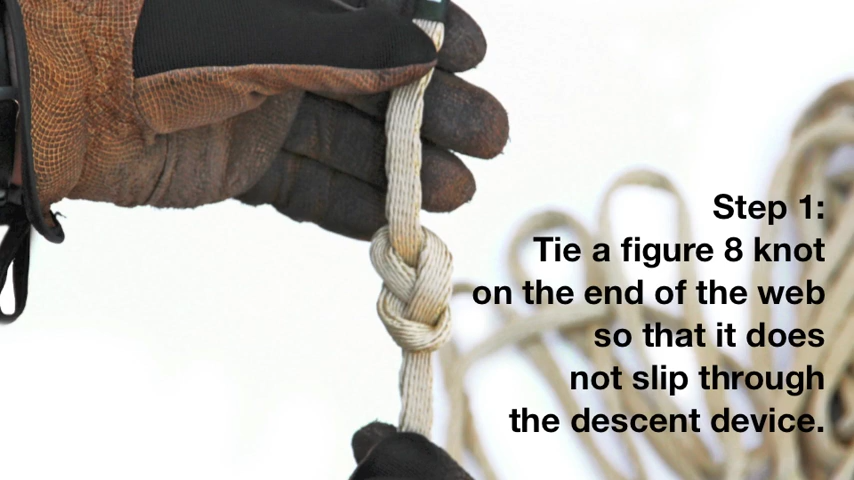 Step 1:
Tie a figure 8 knot
on the end of the web
so that it does
not slip through
the descent device.